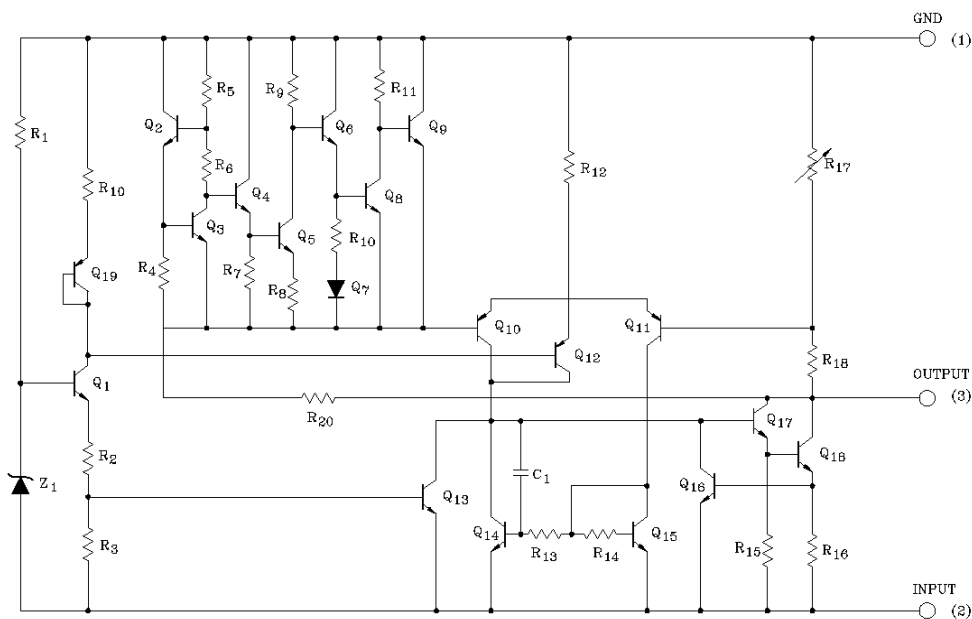 GND
(1)
R5
R9
R11
Q2
Q6
Q9
R1
R6
R12
R17
R10
Q4
Q8
Q3
Q5
R10
Q19
R4
R7
R8
Q7
Q10
Q11
Q12
R18
Q1
OUTPUT
(3)
R20
Q17
R2
Q18
Z1
C1
Q16
Q13
Q14
Q15
R3
R13
R14
R15
R16
INPUT
(2)